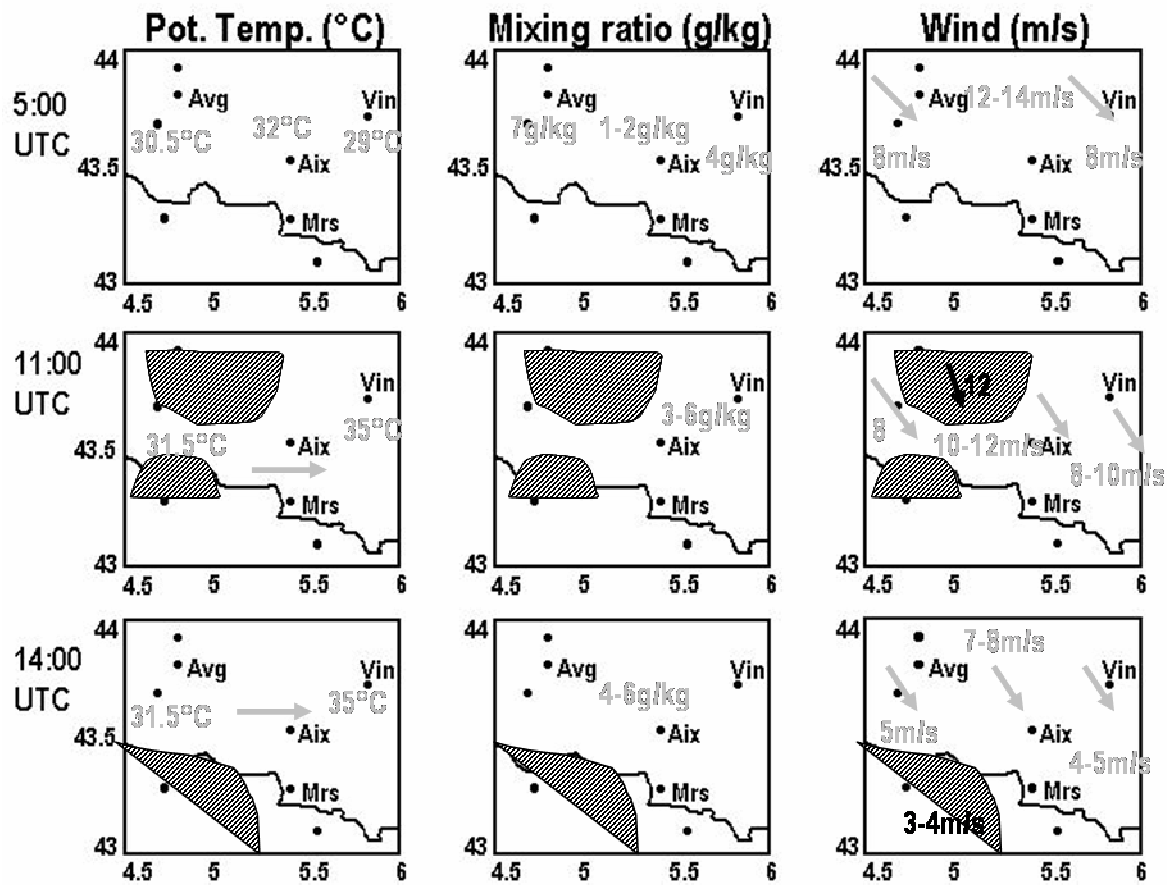 Pot. Temp. (°C) Mixing ratio (g/kg) Wind (m/s)
5:00
UTC
44 Avg Vin 30.5°C 32°C 29°C Aix 43.5 Mrs 43 4.5 5 5.5 6
44 Avg Vin 7g/kg 1-2g/kg 4g/kg Aix 43.5 Mrs 43 4.5 5 5.5 6
44 Avg 12-14m/s Vin 8m/s Aix 8m/s 43.5 Mrs 43 4.5 5 5.5 6
11:00
UTC
44 Vin 35°C 31.5°C Aix 43.5 Mrs 43 4.5 5 5.5 6
44 Vin 3-6g/kg Aix 43.5 Mrs 43 4.5 5 5.5 6
44 12 Vin 8 10-12m/s Aix 8-10m/s 43.5 Mrs 43 4.5 5 5.5 6
14:00
UTC
44 Avg Vin 31.5°C 35°C Aix 43.5 Mrs 43 4.5 5 5.5 6
44 Avg Vin 4-6g/kg Aix 43.5 Mrs 43 4.5 5 5.5 6
44 7-8m/s Avg Vin 5m/s Aix 4-5m/s 43.5 Mrs 3-4m/s 43 4.5 5 5.5 6